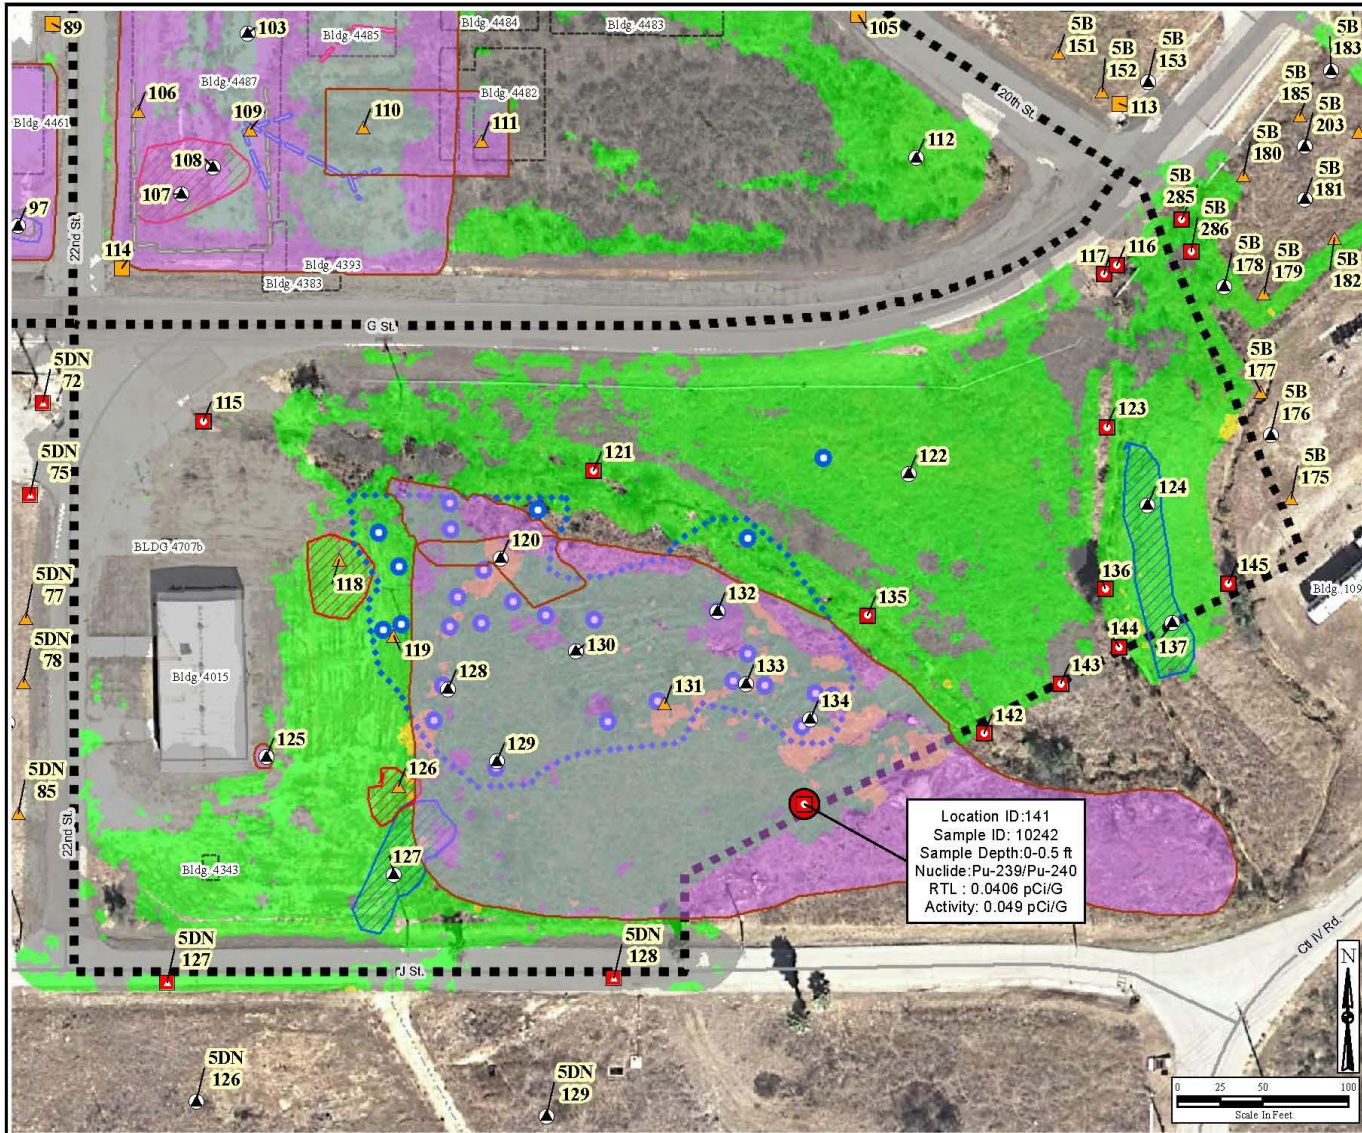 89
103
Bldg. 4485
Bldg. 4484
Bldg. 4483
105
5B
151
5B
152
5B
153
5B
183
Bldg. 4487
Bldg. 4482
113
20th St.
5B
185
Bldg. 4461
106
109
110
111
112
5B
203
5B
180
5B
181
108
107
97
22nd St.
5B
285
5B
286
114
Bldg. 4393
Bldg. 4383
117
116
5B
178
5B
179
5B
182
G St.
5DN
72
115
5B
177
5B
176
123
121
122
5DN
75
124
5B
175
BLDG 4707b
120
118
136
145
Bldg. 109
5DN
77
132
135
119
130
144
137
5DN
78
Bldg. 4015
128
131
133
143
134
142
125
129
126
5DN
85
22nd St.
Location ID:141
Sample ID: 10242
Sample Depth:0-0.5 ft
Nuclide:Pu-239/Pu-240
RTL : 0.0406 pCi/G
Activity: 0.049 pCi/G
Bldg. 4343
127
Ctl IV Rd.
5DN
127
5DN
128
J St.
N
5DN
126
5DN
129
0 25 50 100
Scale In Feet